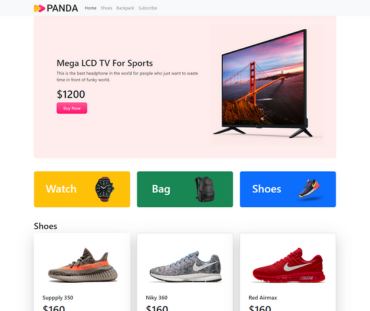 PANDA Home Shoes Backpack Subscribe
Mega LCD TV For Sports
This is the best headphone in the world for people who just want to waste
time in front of funky world.
$1200
Buy Now
Watch Bag Shoes
Shoes
Suppply 350 Niky 360 Red Airmax
$160 $160 $160